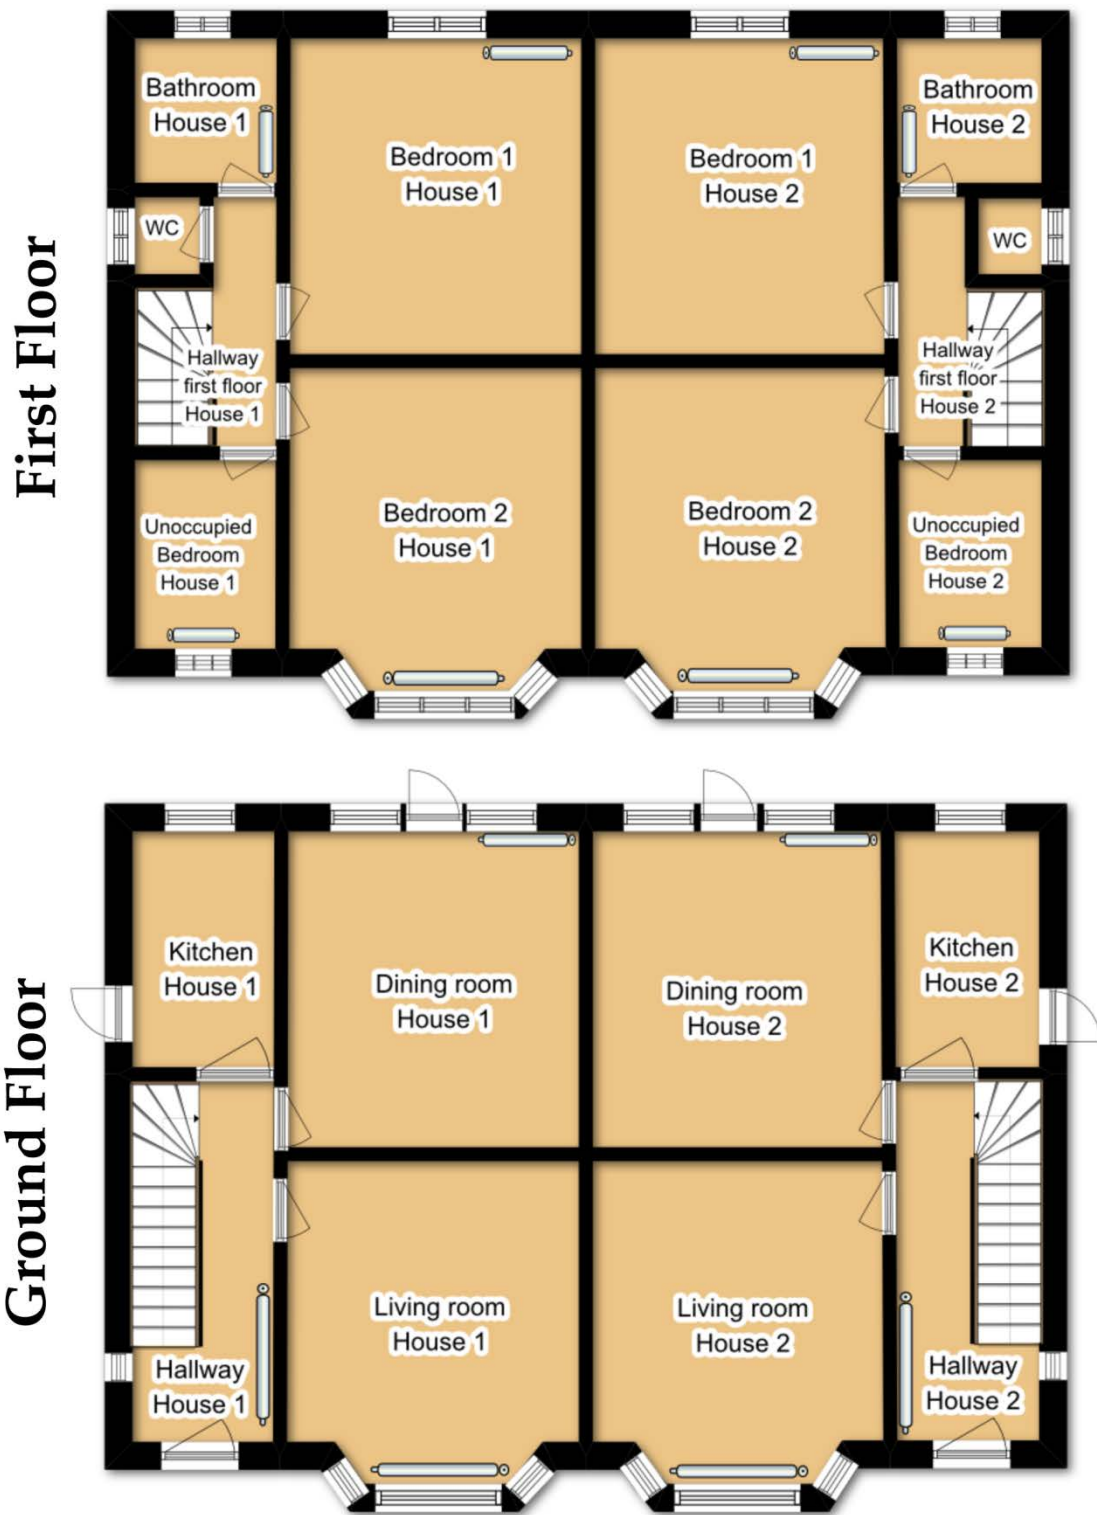 First Floor
Bathroom
House 1
Bedroom 1
House 1
Bedroom 1
House 2
Bathroom
House 2
WC
WC
Hallway
first floor
House 1
Hallway
first floor
House 2
Unoccupied
Bedroom
House 1
Bedroom 2
House 1
Bedroom 2
House 2
Unoccupied
Bedroom
House 2
Ground Floor
Kitchen
House 1
Dining room
House 1
Dining room
House 2
Kitchen
House 2
Hallway
House 1
Living room
House 1
Living room
House 2
Hallway
House 2